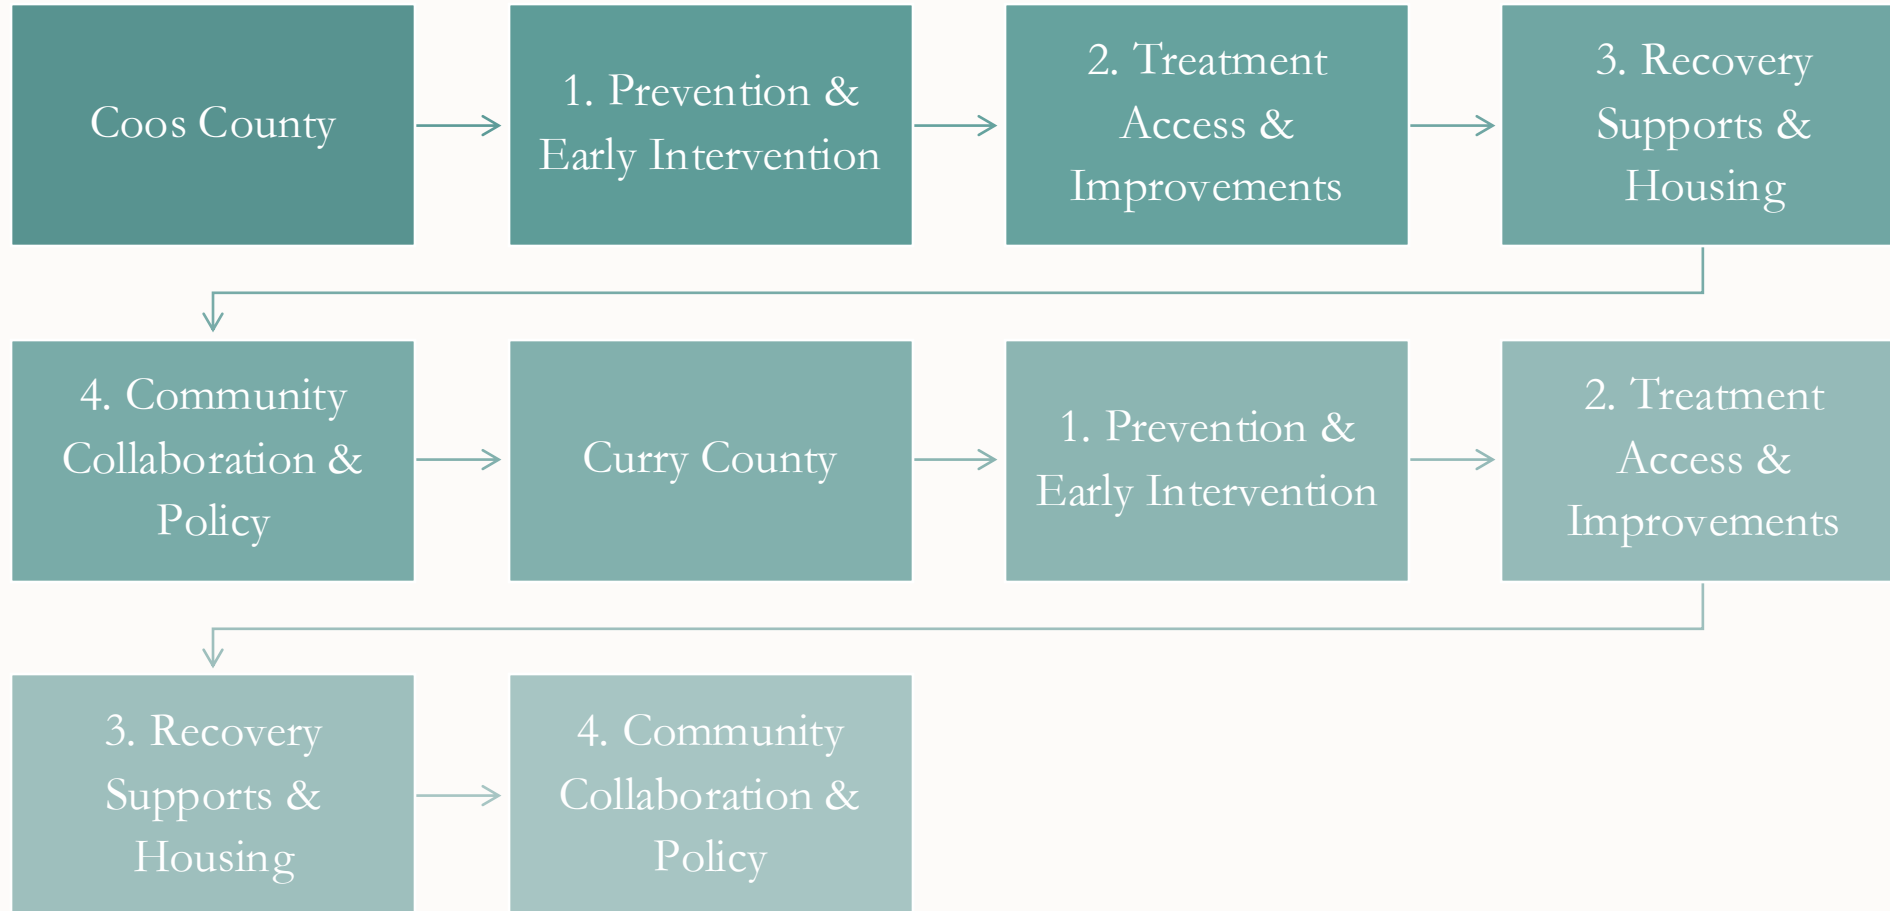 Coos County
1. Prevention &
Early Intervention
2. Treatment
Access &
Improvements
3. Recovery
Supports &
Housing
4. Community
Collaboration &
Policy
Curry County
1. Prevention &
Early Intervention
2. Treatment
Access &
Improvements
3. Recovery
Supports &
Housing
4. Community
Collaboration &
Policy